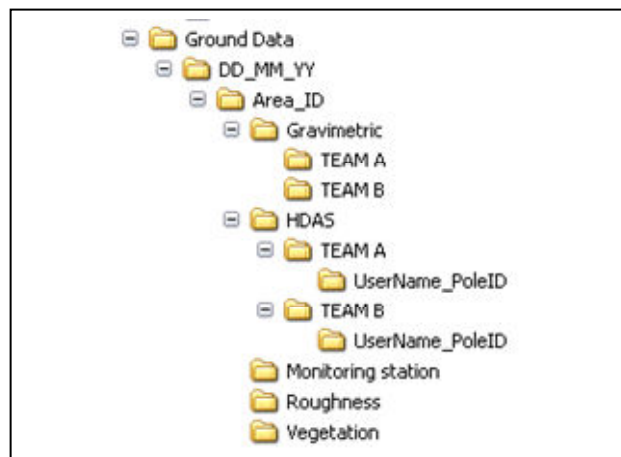 Ground Data
DD_MM_YY
Area_ID
Gravimetric
TEAM A
TEAM B
HDAS
TEAM A
UserName_PoleID
TEAM B
UserName_PoleID
Monitoring station
Roughness
Vegetation